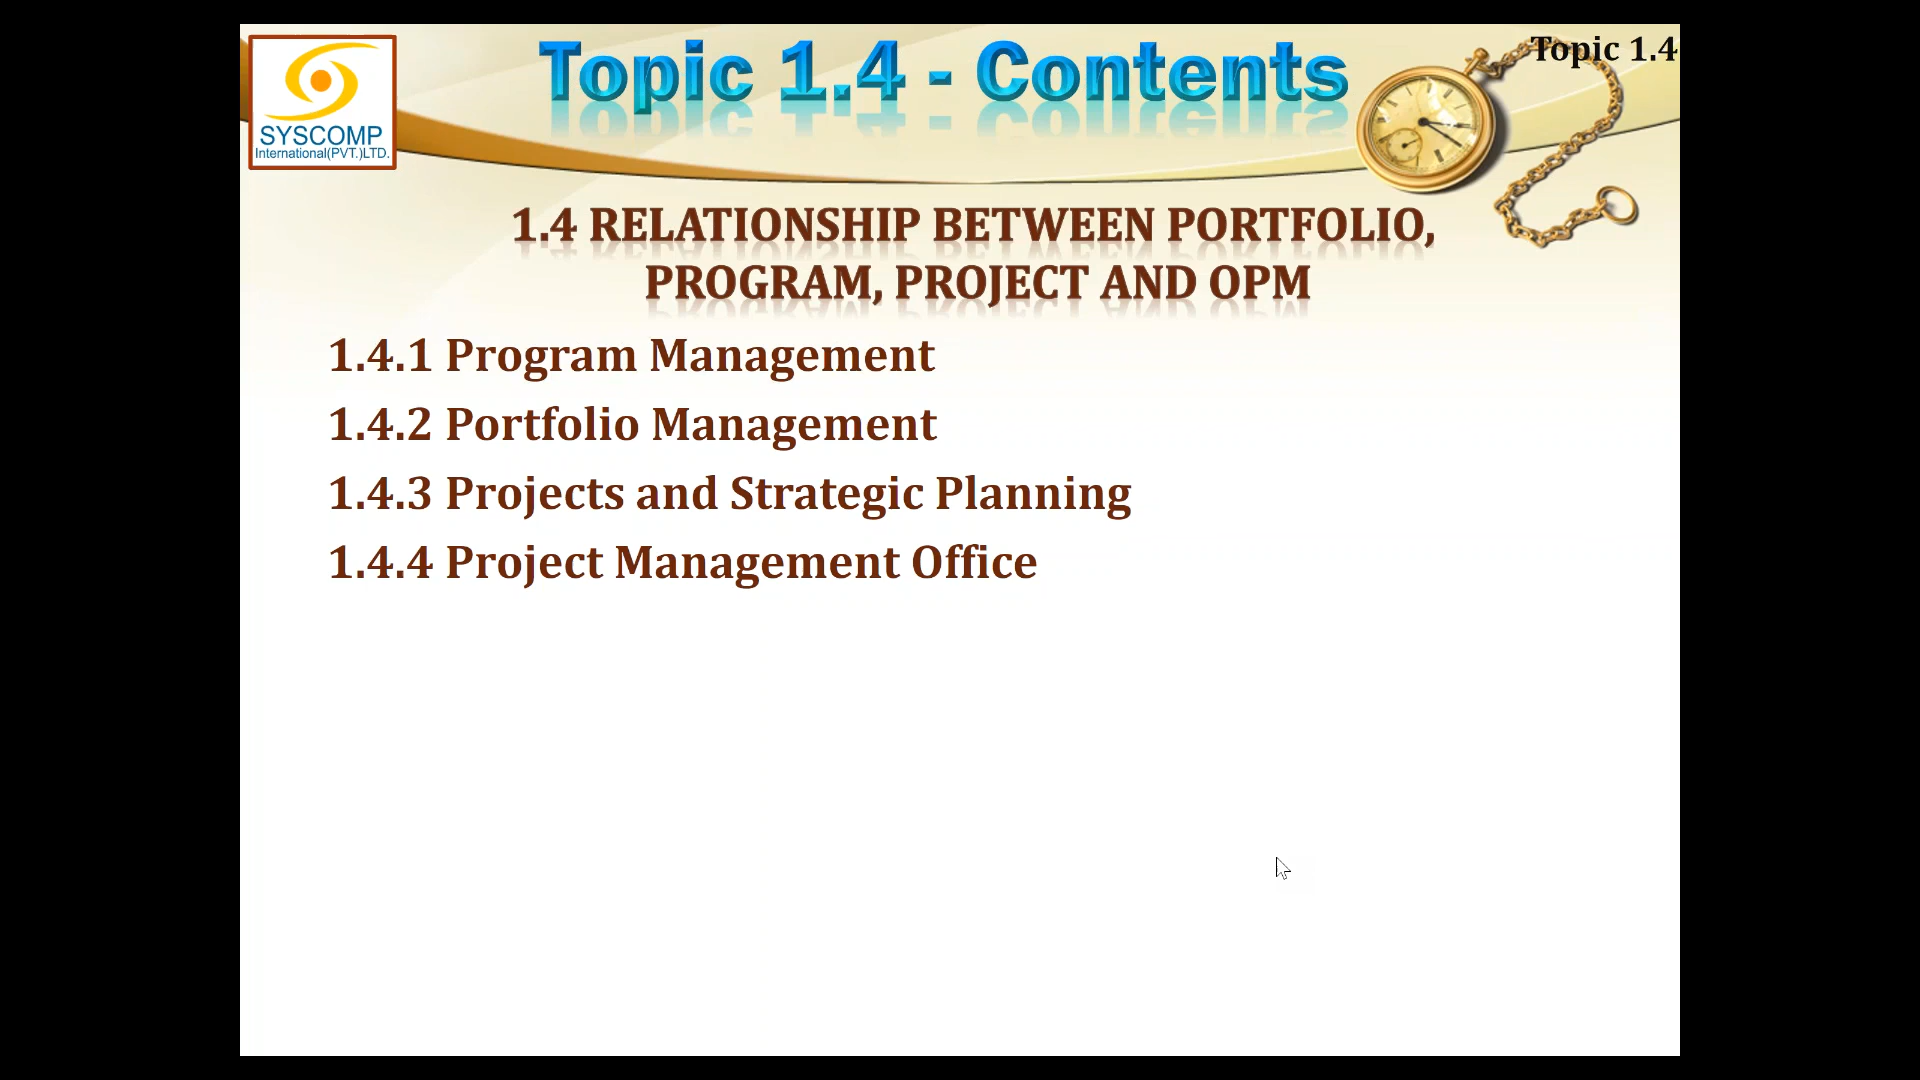 SYSCOMP
International(PVT.)LTD.
Topic 1.4 - Contents
Topic 1.4
1.4 RELATIONSHIP BETWEEN PORTFOLIO,
PROGRAM, PROJECT AND OPM
1.4.1 Program Management
1.4.2 Portfolio Management
1.4.3 Projects and Strategic Planning
1.4.4 Project Management Office